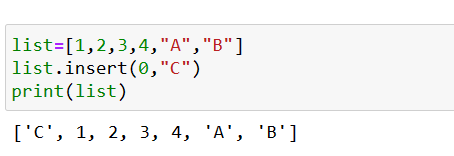 list=[1,2,3,4,"A","B"]
list.insert(0,"C")
print(list)
['C', 1, 2, 3, 4, 'A', 'B']